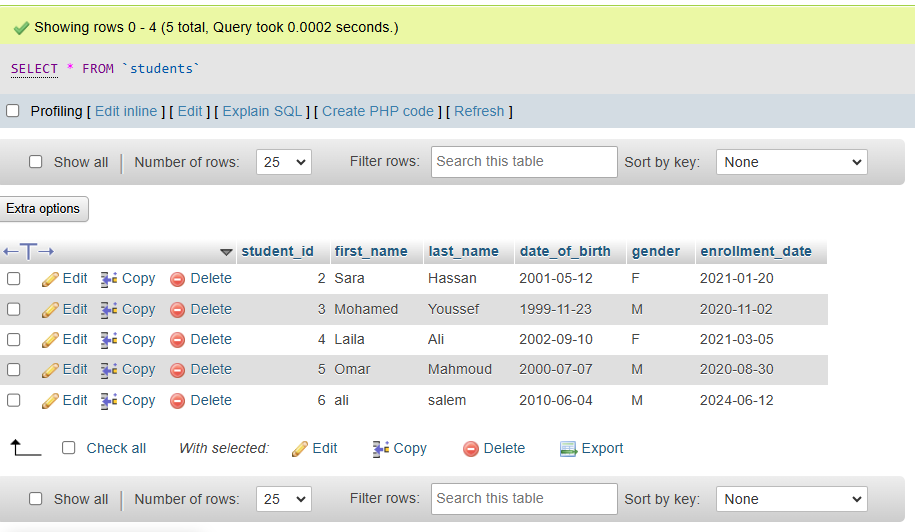 Showing rows 0 - 4 (5 total, Query took 0.0002 seconds.)
SELECT * FROM `students`
Profiling [ Edit inline ] [ Edit ] [ Explain SQL ] [ Create PHP code ] [ Refresh ]
Show all | Number of rows: 25 Filter rows: Search this table Sort by key: None
Extra options
←T→ student_id first_name last_name date_of_birth gender enrollment_date
Edit Copy Delete 2 Sara Hassan 2001-05-12 F 2021-01-20
Edit Copy Delete 3 Mohamed Youssef 1999-11-23 M 2020-11-02
Edit Copy Delete 4 Laila Ali 2002-09-10 F 2021-03-05
Edit Copy Delete 5 Omar Mahmoud 2000-07-07 M 2020-08-30
Edit Copy Delete 6 ali salem 2010-06-04 M 2024-06-12
Check all With selected: Edit Copy Delete Export
Show all | Number of rows: 25 Filter rows: Search this table Sort by key: None